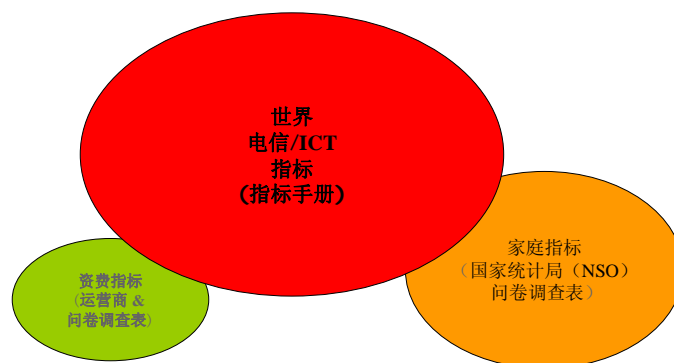 世界
电信/ICT
指标
(指标手册)
资费指标
(运营商 &
问卷调查表)
家庭指标
（国家统计局（NSO）
问卷调查表）